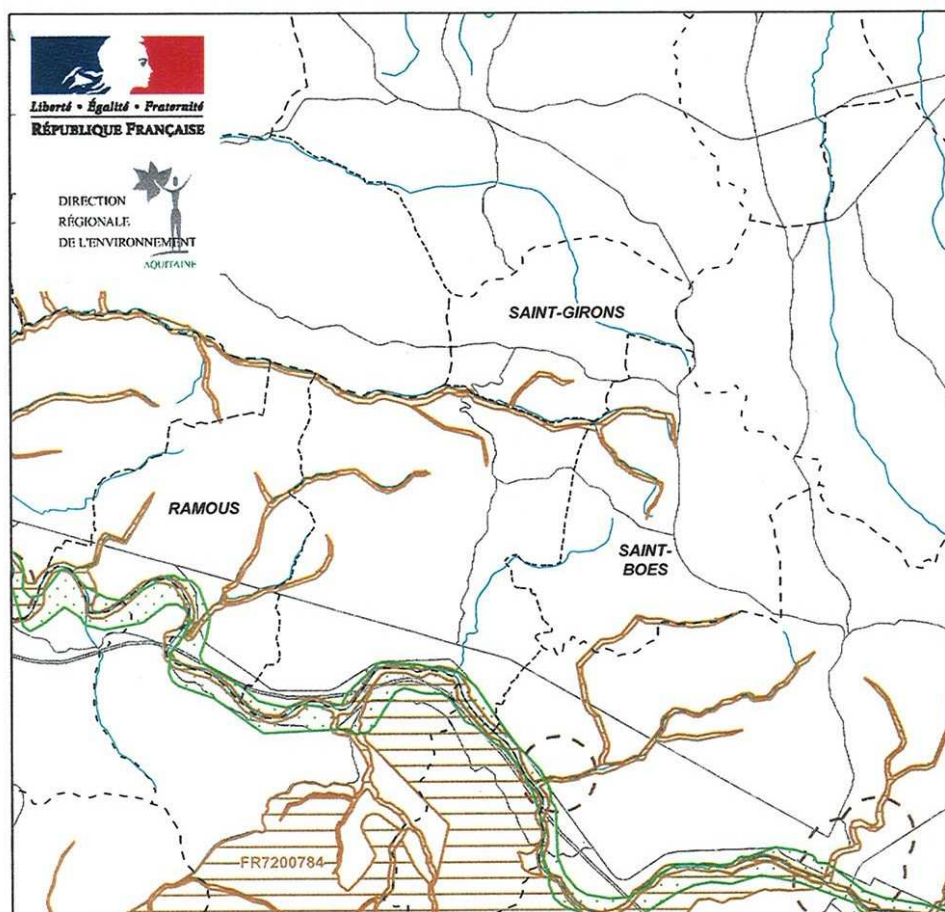 Liberté • Égalité • Fraternité
RÉPUBLIQUE FRANÇAISE
DIRECTION
RÉGIONALE
DE L'ENVIRONNEMENT
AQUITAINE
SAINT-GIRONS
RAMOUS
SAINT-
BOES
FR7200784